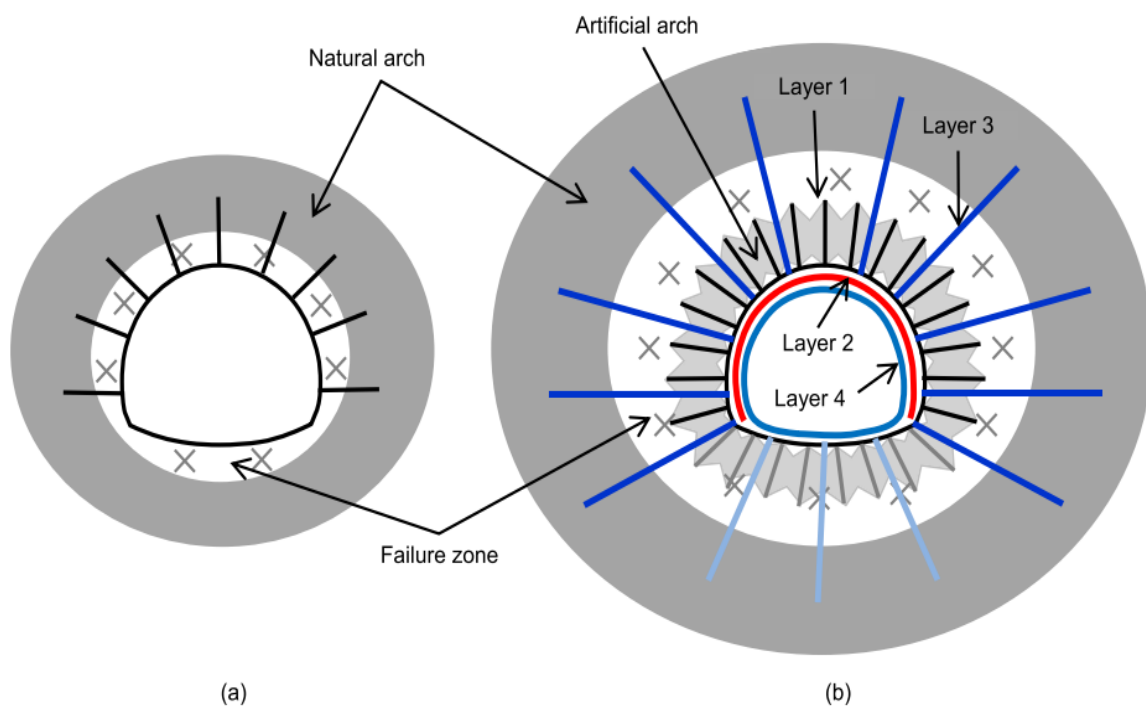 Artificial arch
Natural arch
Layer 1
Layer 3
Layer 2
Layer 4
Failure zone
(a)
(b)